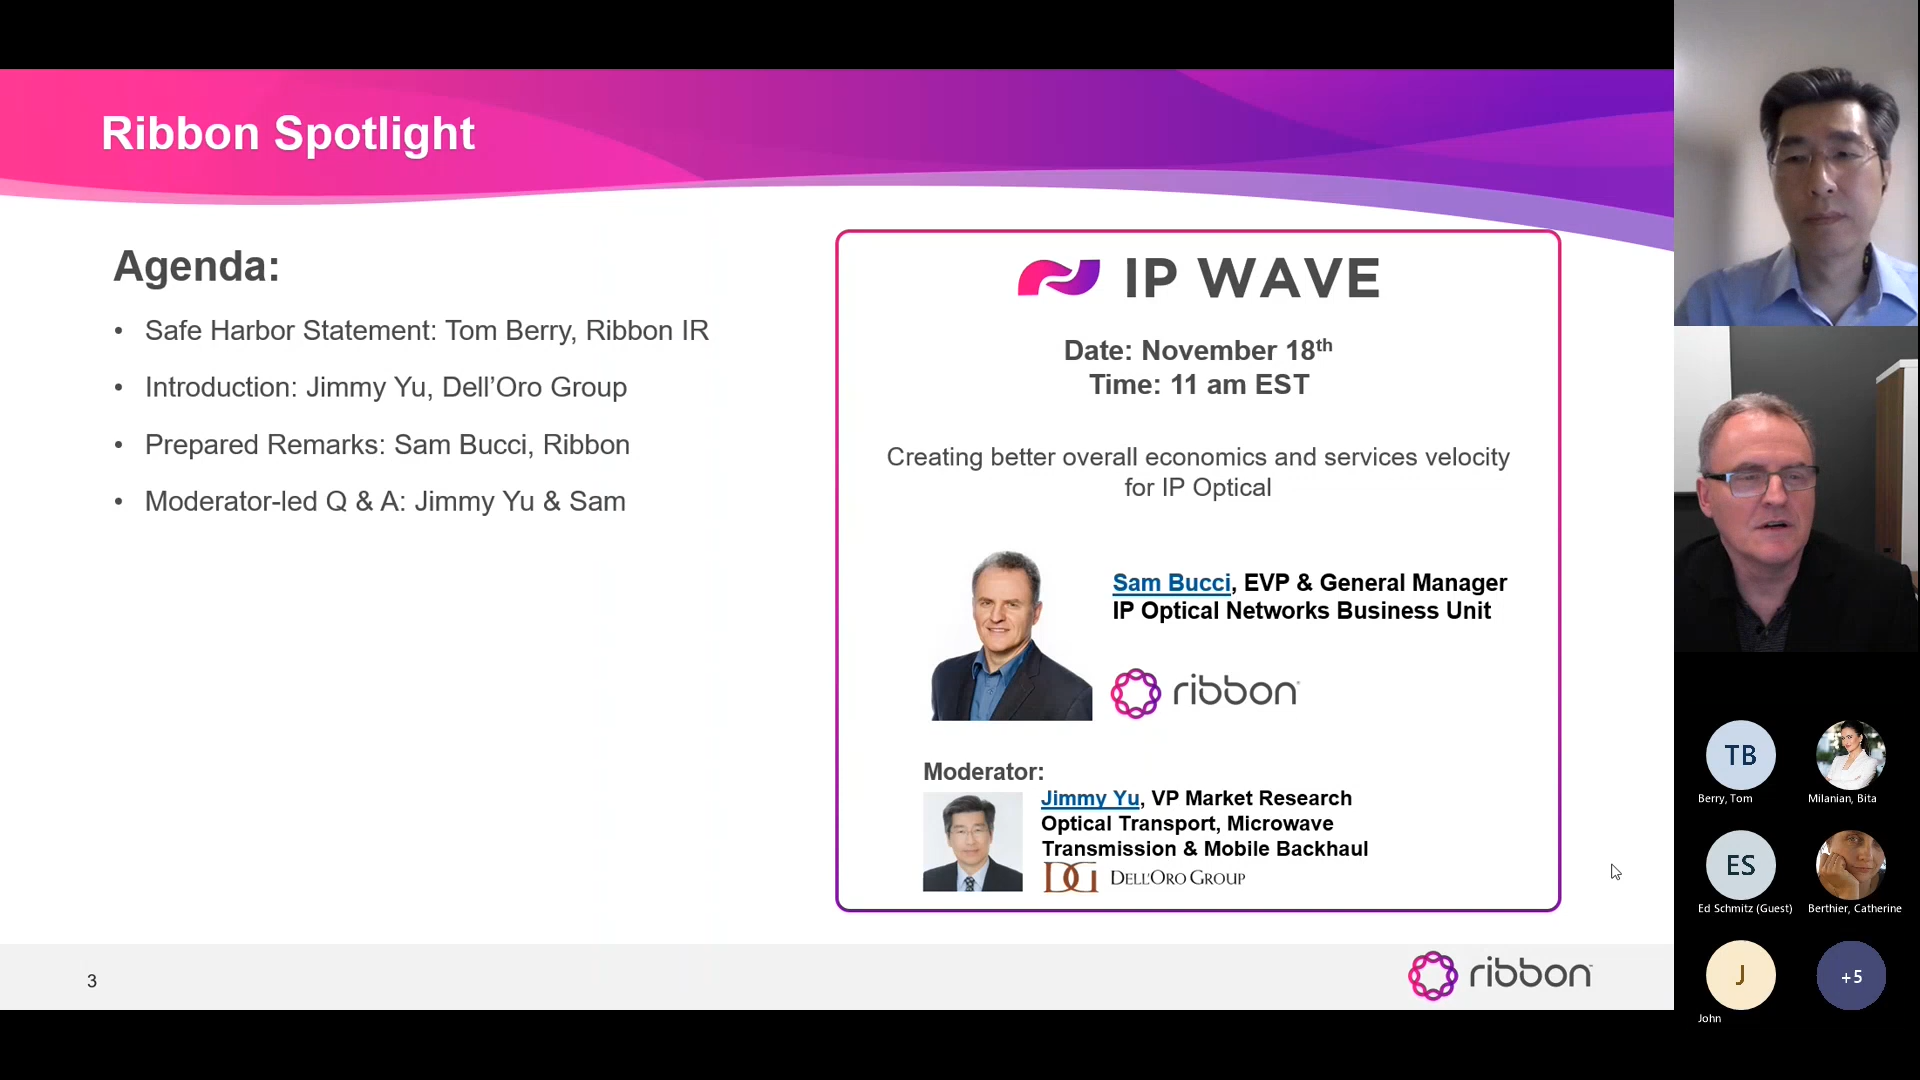 Ribbon Spotlight
Agenda:
• Safe Harbor Statement: Tom Berry, Ribbon IR
• Introduction: Jimmy Yu, Dell’Oro Group
• Prepared Remarks: Sam Bucci, Ribbon
• Moderator-led Q & A: Jimmy Yu & Sam
IP WAVE
Date: November 18th
Time: 11 am EST
Creating better overall economics and services velocity
for IP Optical
Sam Bucci, EVP & General Manager
IP Optical Networks Business Unit
ribbon
Moderator:
Jimmy Yu, VP Market Research
Optical Transport, Microwave
Transmission & Mobile Backhaul
DG DELL’ORO GROUP
3
ribbon
TB
Berry, Tom
Milanian, Bita
ES
Ed Schmitz (Guest)
Berthier, Catherine
J
John
+5